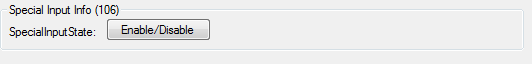 Special Input Info (106)
SpecialInputState: Enable/Disable